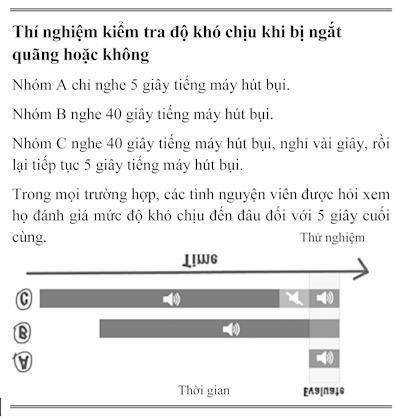 Thí nghiệm kiểm tra độ khó chịu khi bị ngắt
quãng hoặc không
Nhóm A chỉ nghe 5 giây tiếng máy hút bụi.
Nhóm B nghe 40 giây tiếng máy hút bụi.
Nhóm C nghe 40 giây tiếng máy hút bụi, nghỉ vài giây, rồi
lại tiếp tục 5 giây tiếng máy hút bụi.
Trong mọi trường hợp, các tình nguyện viên được hỏi xem
họ đánh giá mức độ khó chịu đến đâu đối với 5 giây cuối
cùng.
Thử nghiệm
Time
C
B
A
Thời gian
Evaluate